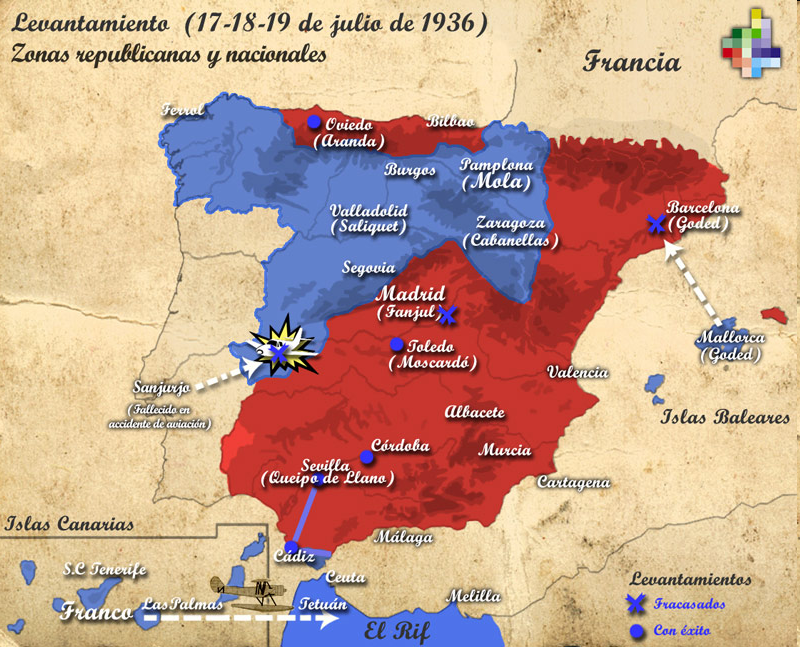 Levantamiento (17-18-19 de julio de 1936)
Zonas republicanas y nacionales
Francia
Ferrol
Oviedo
(Aranda)
Bilbao
Burgos
Pamplona
(Mola)
Valladolid
(Saliquet)
Zaragoza
(Cabanellas)
Barcelona
(Goded)
Segovia
Madrid
(Fanjul)
Toledo
(Moscardó)
Mallorca
(Goded)
Sanjurjo
(Fallecido en
accidente de aviación)
Valencia
Islas Baleares
Albacete
Córdoba
Murcia
Sevilla
(Queipo de Llano)
Cartagena
Islas Canarias
Málaga
Cádiz
S.C Tenerife
Ceuta
Franco
Las Palmas
Tetuán
Melilla
El Rif
Levantamientos
Fracasados
Con éxito